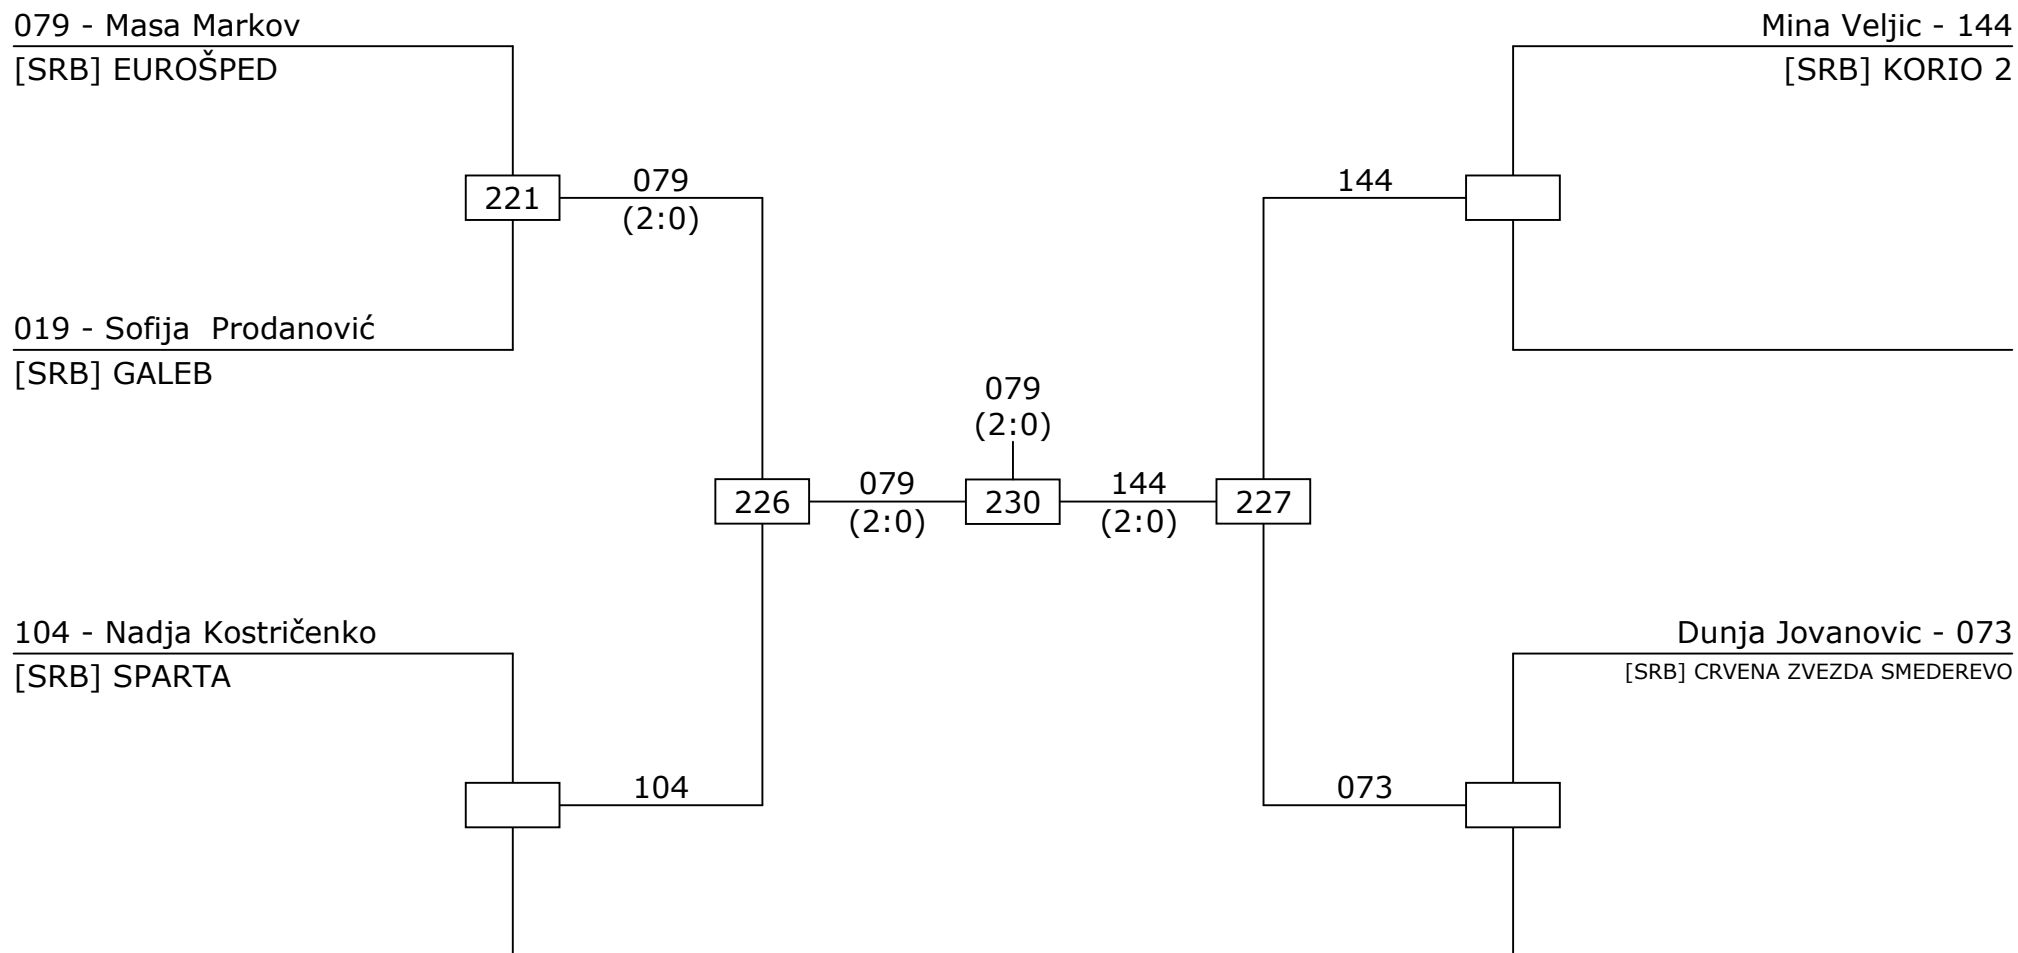 079 - Masa Markov
[SRB] EUROŠPED
Mina Veljic - 144
[SRB] KORIO 2
221
079
(2:0)
144
019 - Sofija  Prodanović
[SRB] GALEB
079
(2:0)
226
079
(2:0)
230
144
(2:0)
227
104 - Nadja Kostričenko
[SRB] SPARTA
Dunja Jovanovic - 073
[SRB] CRVENA ZVEZDA SMEDEREVO
104
073